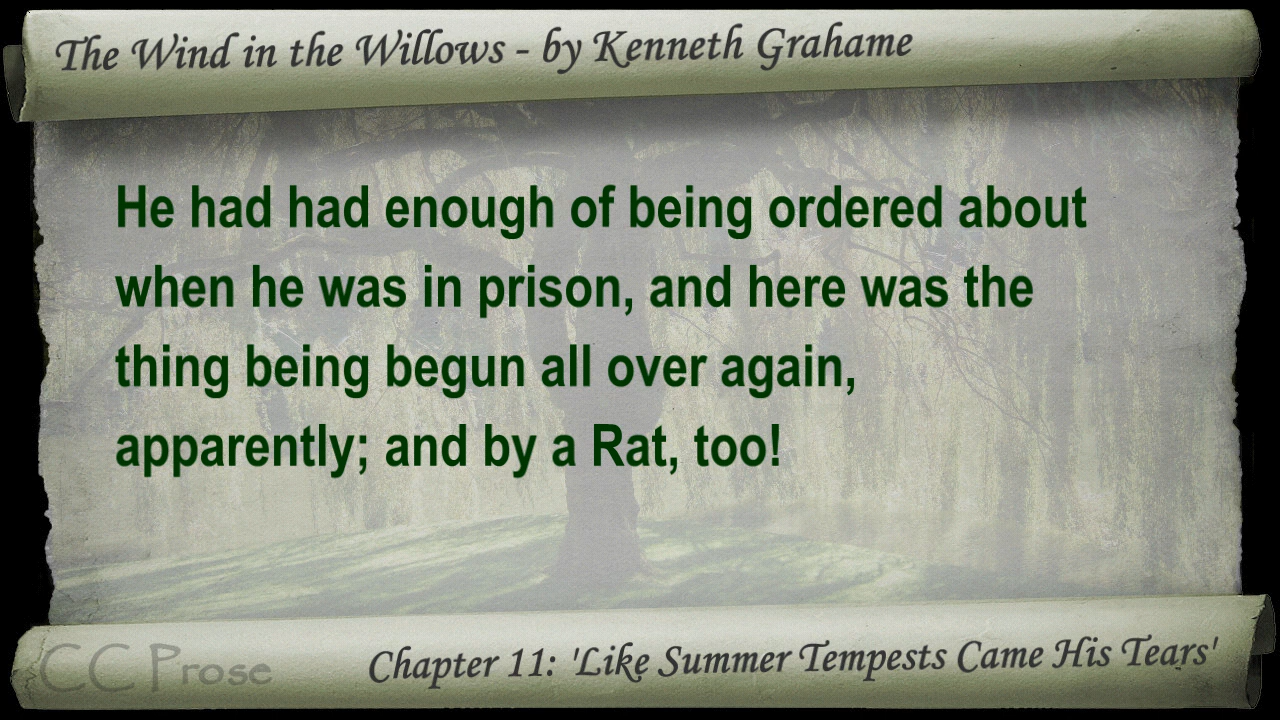 The Wind in the Willows - by Kenneth Grahame
He had had enough of being ordered about
when he was in prison, and here was the
thing being begun all over again,
apparently; and by a Rat, too!
CC Prose
Chapter 11: 'Like Summer Tempests Came His Tears'